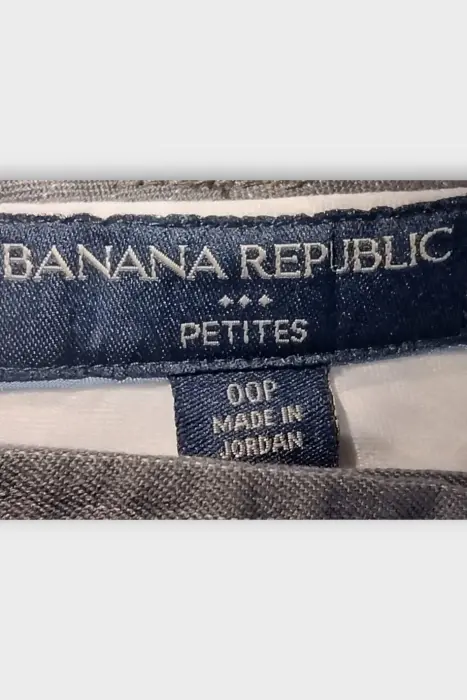 BANANA REPUBLIC
PETITES
00P
MADE IN
JORDAN